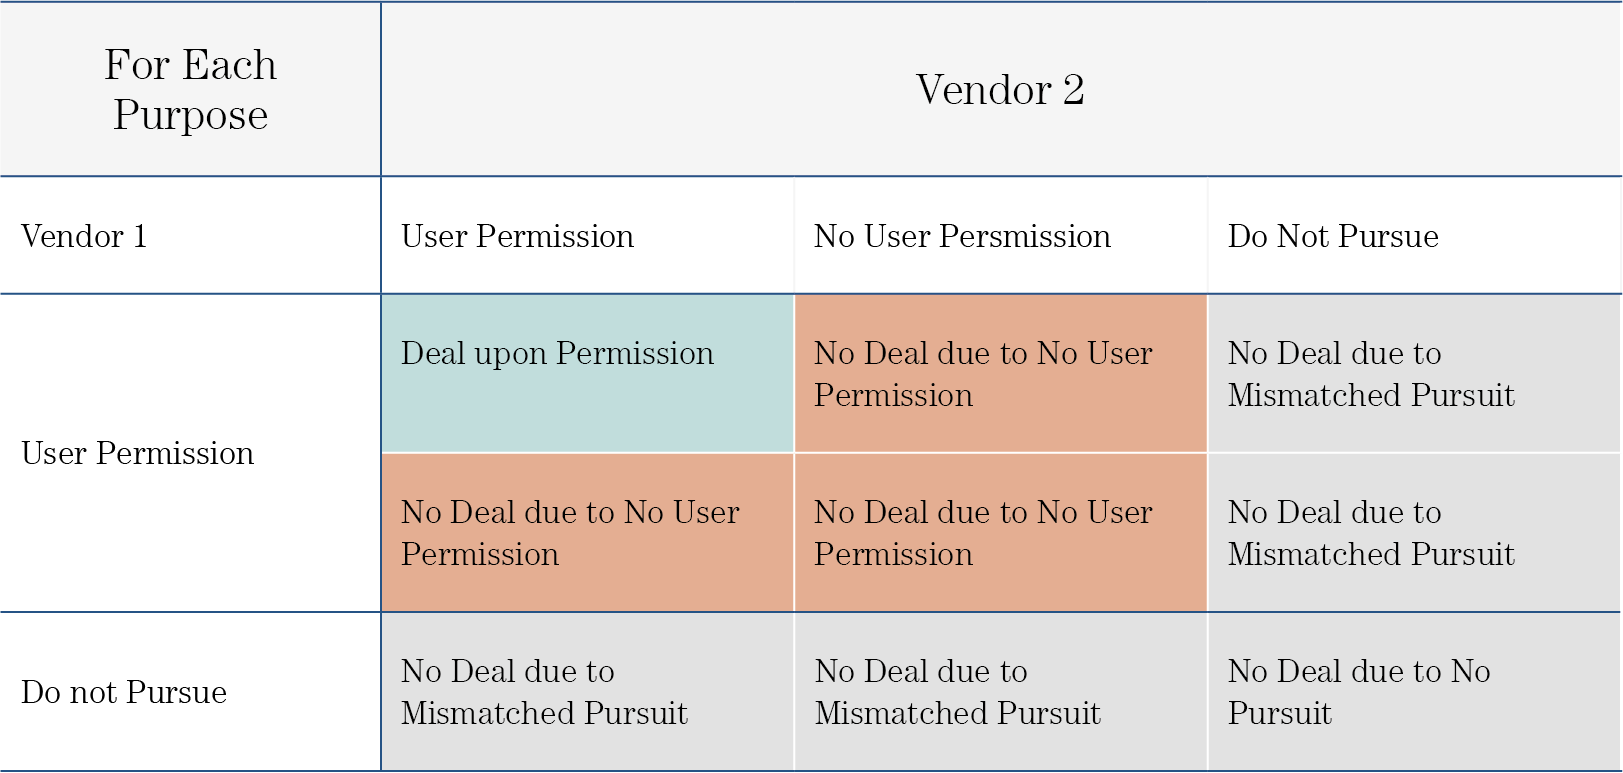 For Each
Purpose
Vendor 2
Vendor 1
User Permission
No User Persmission
Do Not Pursue
User Permission
Deal upon Permission
No Deal due to No User
Permission
No Deal due to
Mismatched Pursuit
No Deal due to No User
Permission
No Deal due to No User
Permission
No Deal due to
Mismatched Pursuit
Do not Pursue
No Deal due to
Mismatched Pursuit
No Deal due to
Mismatched Pursuit
No Deal due to No
Pursuit